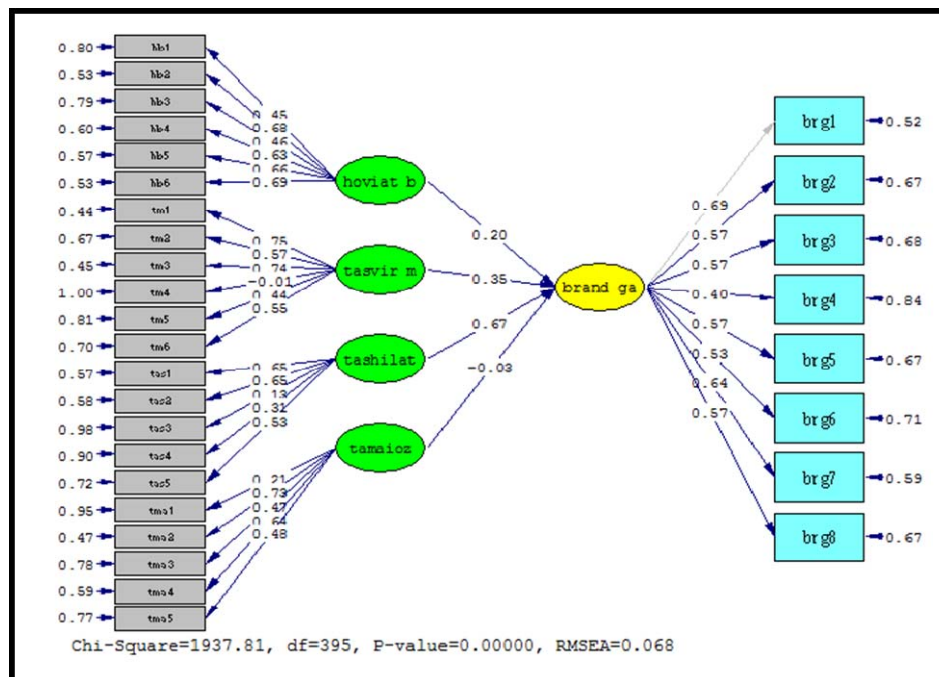 0.80 hb1
0.53 hb2
0.79 hb3
0.60 hb4
0.57 hb5
0.53 hb6
0.44 tm1
0.67 tm2
0.45 tm3
1.00 tm4
0.81 tm5
0.70 tm6
0.57 tas1
0.58 tas2
0.98 tas3
0.90 tas4
0.72 tas5
0.95 tma1
0.47 tma2
0.78 tma3
0.59 tma4
0.77 tma5
0.45
0.68
0.46
0.63
0.66
0.69
0.75
0.57
0.74
-0.01
0.44
0.55
0.65
0.65
0.13
0.31
0.53
0.21
0.73
0.47
0.64
0.48
hoviat b
tasvir m
tashilat
tamaioz
0.20
0.35
0.67
-0.03
brand ga
0.69
0.57
0.57
0.40
0.57
0.53
0.64
0.57
brg1 0.52
brg2 0.67
brg3 0.68
brg4 0.84
brg5 0.67
brg6 0.71
brg7 0.59
brg8 0.67
Chi-Square=1937.81, df=395, P-value=0.00000, RMSEA=0.068